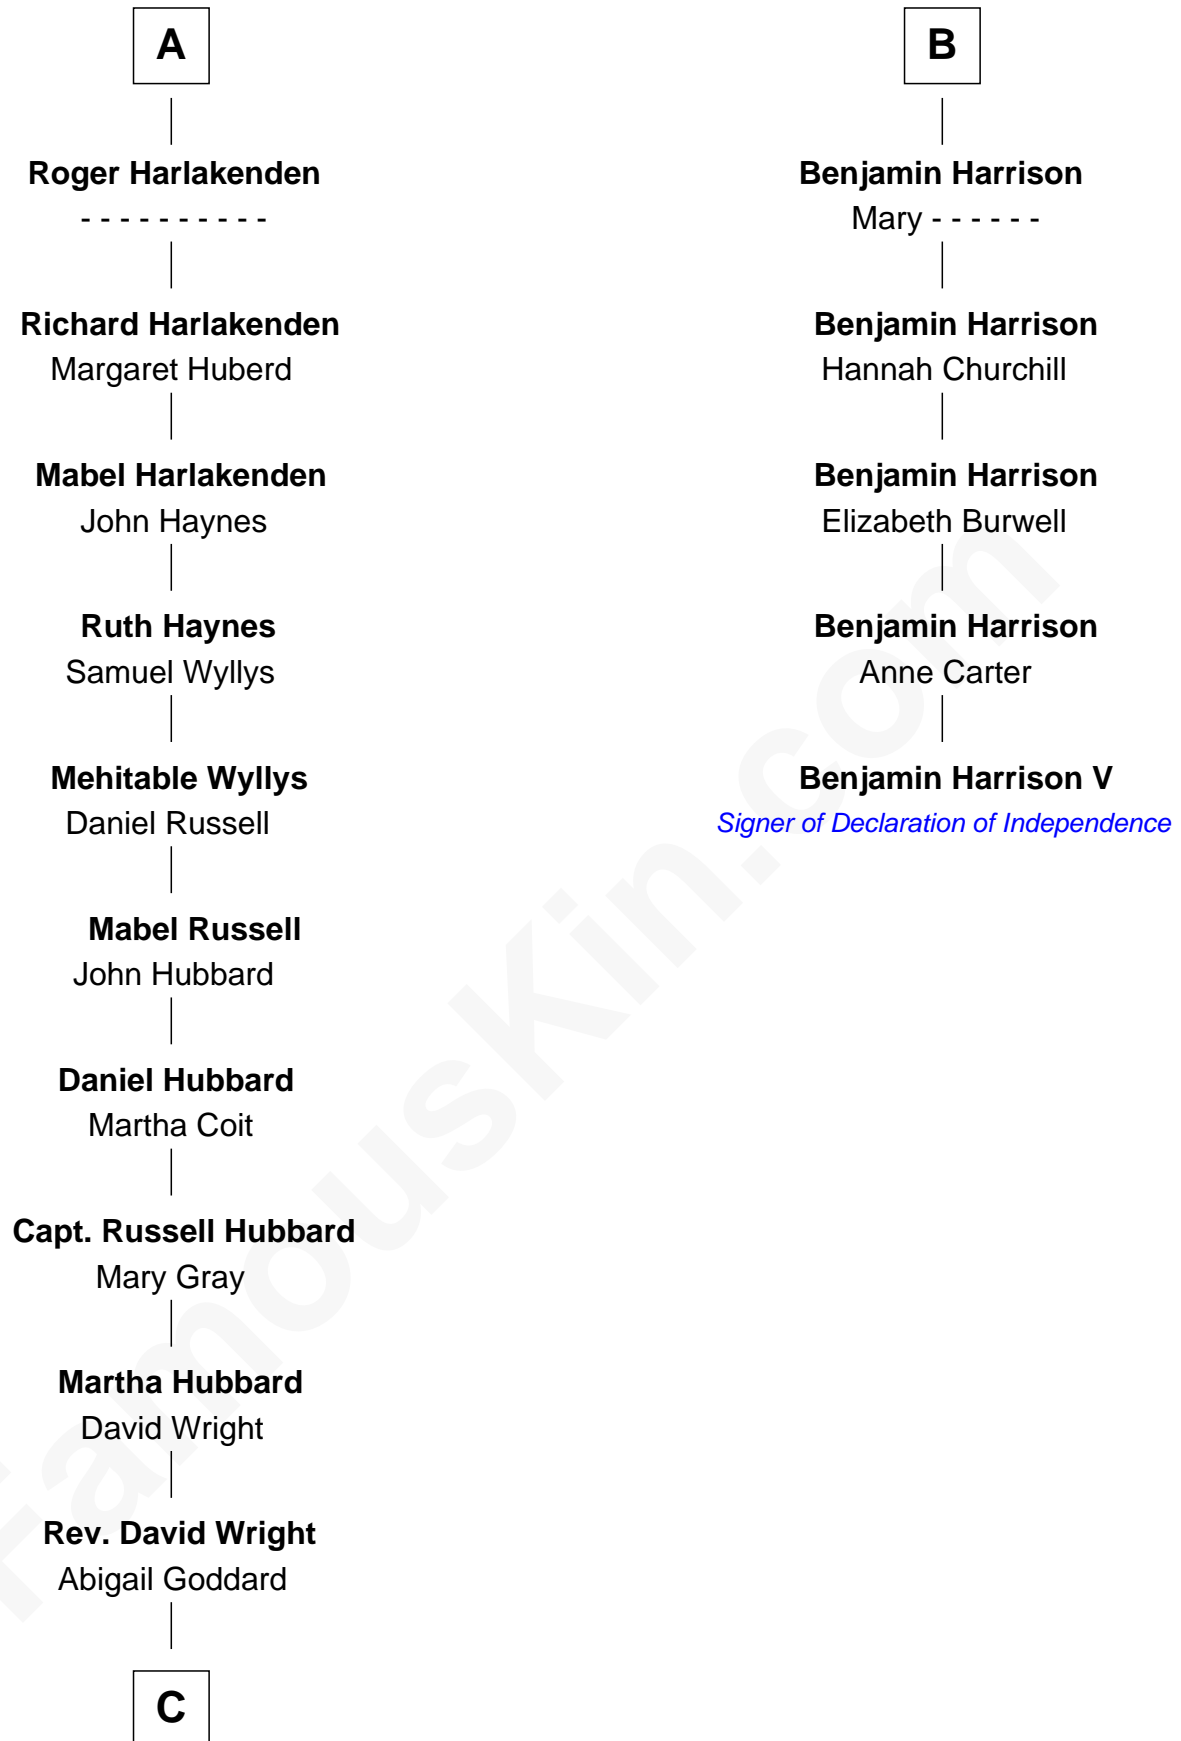 A
Roger Harlakenden
- - - - - - - - - -
Richard Harlakenden
Margaret Huberd
Mabel Harlakenden
John Haynes
Ruth Haynes
Samuel Wyllys
Mehitable Wyllys
Daniel Russell
Mabel Russell
John Hubbard
Daniel Hubbard
Martha Coit
Capt. Russell Hubbard
Mary Gray
Martha Hubbard
David Wright
Rev. David Wright
Abigail Goddard
C
B
Benjamin Harrison
Mary - - - - - -
Benjamin Harrison
Hannah Churchill
Benjamin Harrison
Elizabeth Burwell
Benjamin Harrison
Anne Carter
Benjamin Harrison V
Signer of Declaration of Independence
FamousKin.com